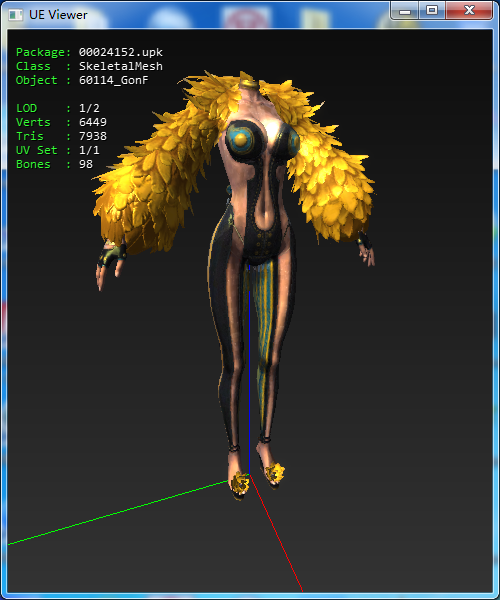 UE Viewer
Package: 00024152.upk
Class : SkeletalMesh
Object : 60114_GonF
LOD : 1/2
Verts : 6449
Tris : 7938
UV Set : 1/1
Bones : 98